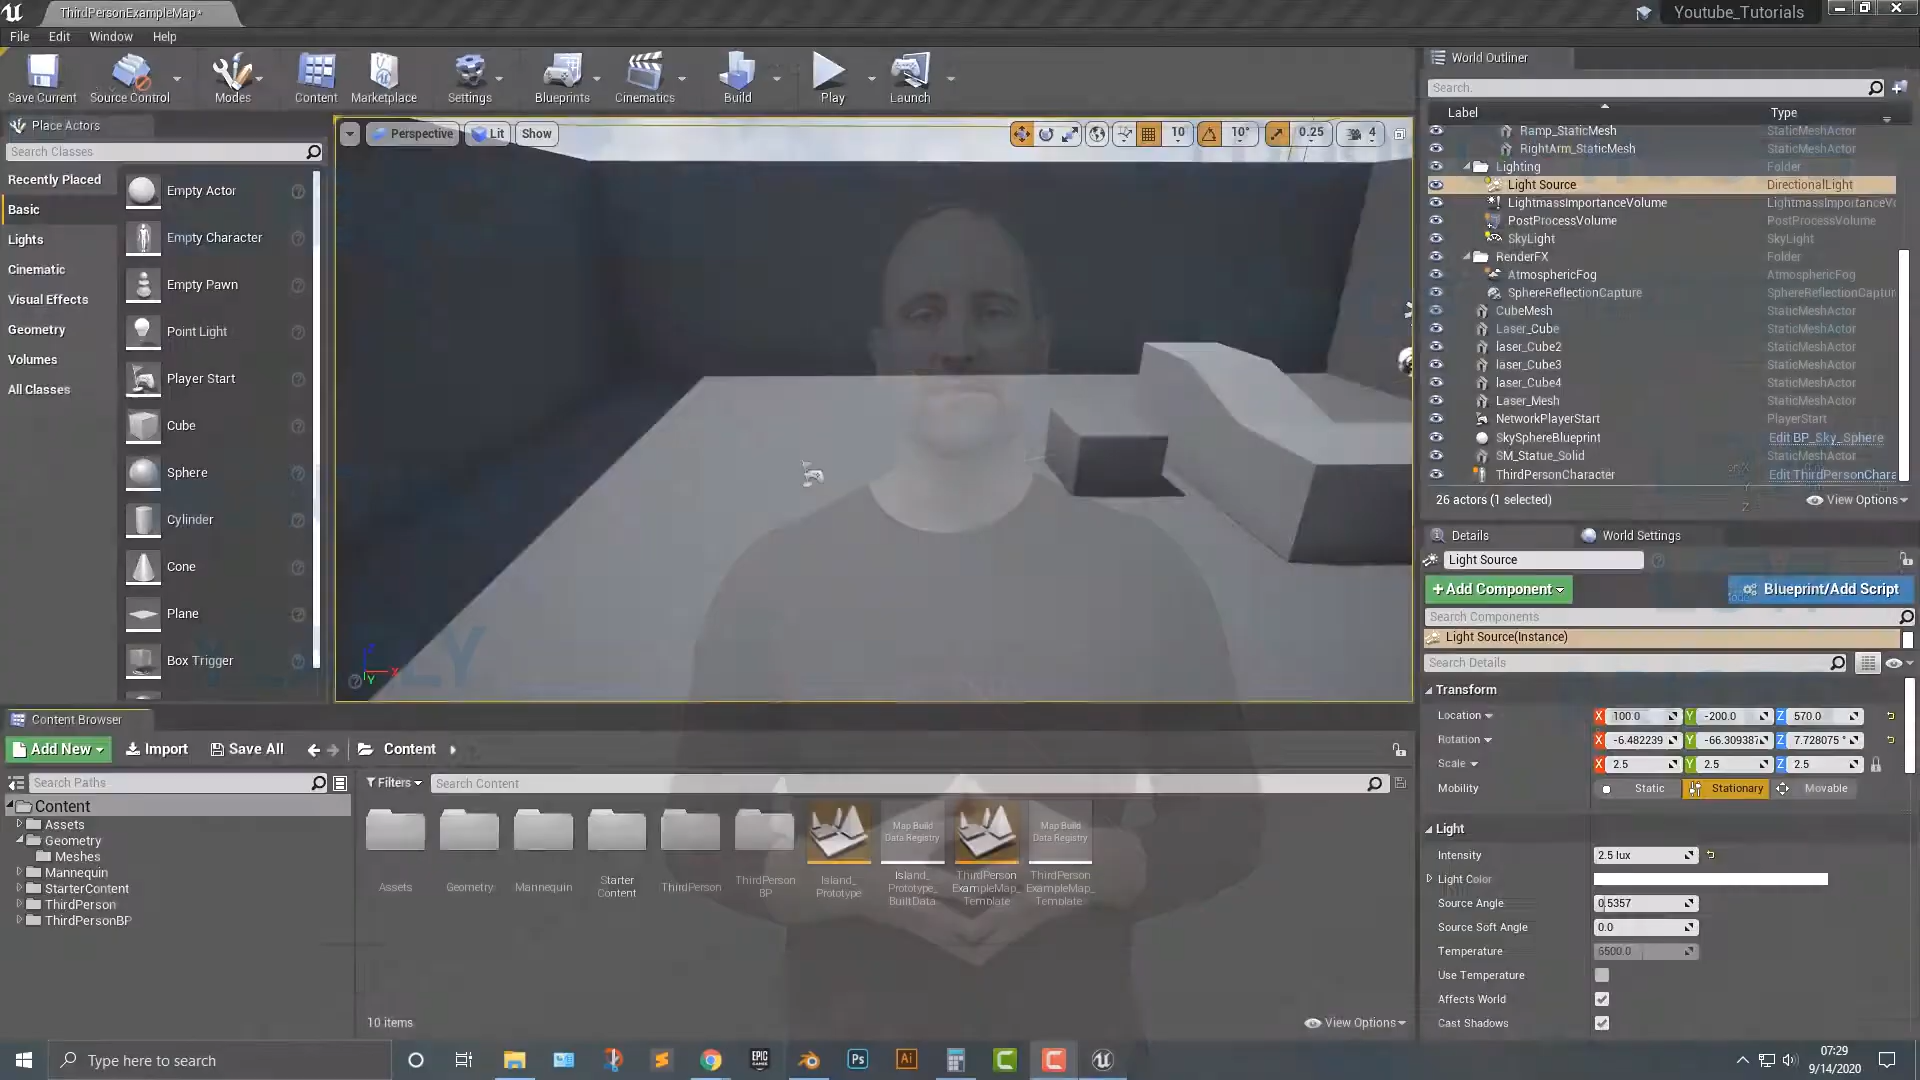 ThirdPersonExampleMap*
Youtube_Tutorials
File Edit Window Help
Save Current
Source Control
Modes
Content
Marketplace
Settings
Blueprints
Cinematics
Build
Play
Launch
Place Actors
Search Classes
Recently Placed
Basic
Lights
Cinematic
Visual Effects
Geometry
Volumes
All Classes
Empty Actor
Empty Character
Empty Pawn
Point Light
Player Start
Cube
Sphere
Cylinder
Cone
Plane
Box Trigger
Perspective Lit Show
10 10° 0.25 4
Z X Y
World Outliner
Search.
Label Type
Ramp_StaticMesh StaticMeshActor
RightArm_StaticMesh StaticMeshActor
Lighting Folder
Light Source DirectionalLight
LightmassImportanceVolume LightmassImportanceVo
PostProcessVolume PostProcessVolume
SkyLight SkyLight
RenderFX Folder
AtmosphericFog AtmosphericFog
SphereReflectionCapture SphereReflectionCaptur
CubeMesh StaticMeshActor
Laser_Cube StaticMeshActor
laser_Cube2 StaticMeshActor
laser_Cube3 StaticMeshActor
laser_Cube4 StaticMeshActor
Laser_Mesh StaticMeshActor
NetworkPlayerStart PlayerStart
SkySphereBlueprint Edit BP_Sky_Sphere
SM_Statue_Solid StaticMeshActor
ThirdPersonCharacter Edit ThirdPersonChara
26 actors (1 selected) View Options
Details World Settings
Light Source
+Add Component Blueprint/Add Script
Search Components
Light Source(Instance)
Search Details
Transform
Location X 100.0 Y -200.0 Z 570.0
Rotation X -6.482239 Y -66.309387 Z 7.728075 °
Scale X 2.5 Y 2.5 Z 2.5
Mobility Static Stationary Movable
Light
Intensity 2.5 lux
Light Color
Source Angle 0.5357
Source Soft Angle 0.0
Temperature 6500.0
Use Temperature
Affects World
Cast Shadows
Content Browser
Add New Import Save All Content
Search Paths
Filters Search Content
Content
Assets
Geometry
Meshes
Mannequin
StarterContent
ThirdPerson
ThirdPersonBP
Map Build
Data Registry
Map Build
Data Registry
Assets
Geometry
Mannequin
Starter
Content
ThirdPerson
ThirdPerson
BP
Island_
Prototype
Island_
Prototype_
BuiltData
ThirdPerson
ExampleMap_
Template
ThirdPerson
ExampleMap_
Template_
10 items View Options
Type here to search
EPIC
GAMES
Ps
Ai
07:29
9/14/2020